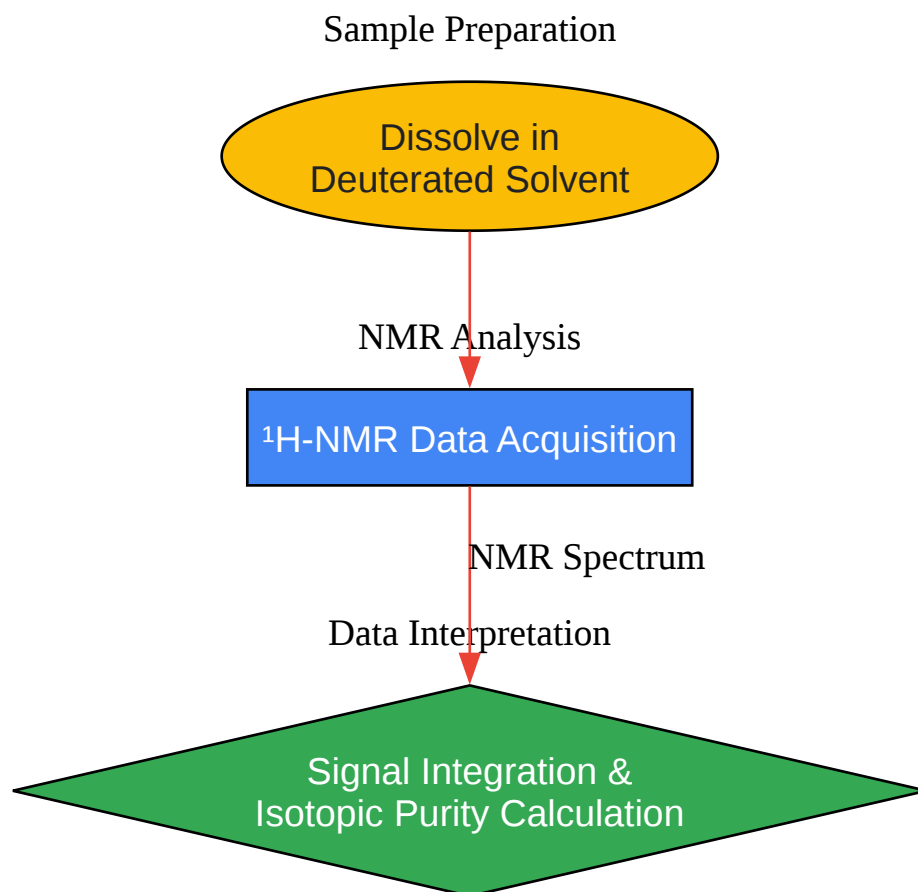 Sample Preparation
Dissolve in
Deuterated Solvent
NMR Analysis
¹H-NMR Data Acquisition
NMR Spectrum
Data Interpretation
Signal Integration &
Isotopic Purity Calculation